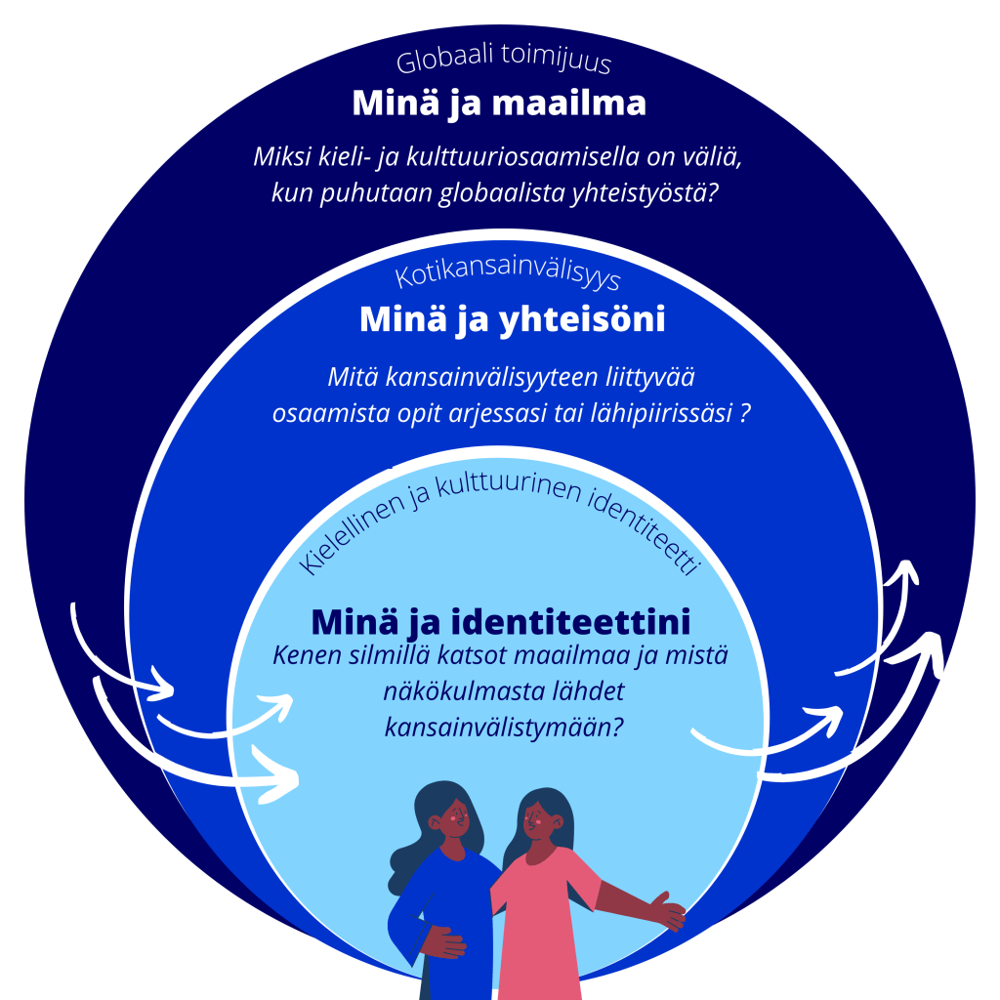 Globaali toimijuus
Minä ja maailma
Miksi kieli- ja kulttuuriosaamisella on väliä,
kun puhutaan globaalista yhteistyöstä?
Kotikansainvälisyys
Minä ja yhteisöni
Mitä kansainvälisyyteen liittyvää
osaamista opit arjessasi tai lähipiirissäsi ?
Kielellinen ja kulttuurinen identiteetti
Minä ja identiteettini
Kenen silmillä katsot maailmaa ja mistä
näkökulmasta lähdet
kansainvälistymään?